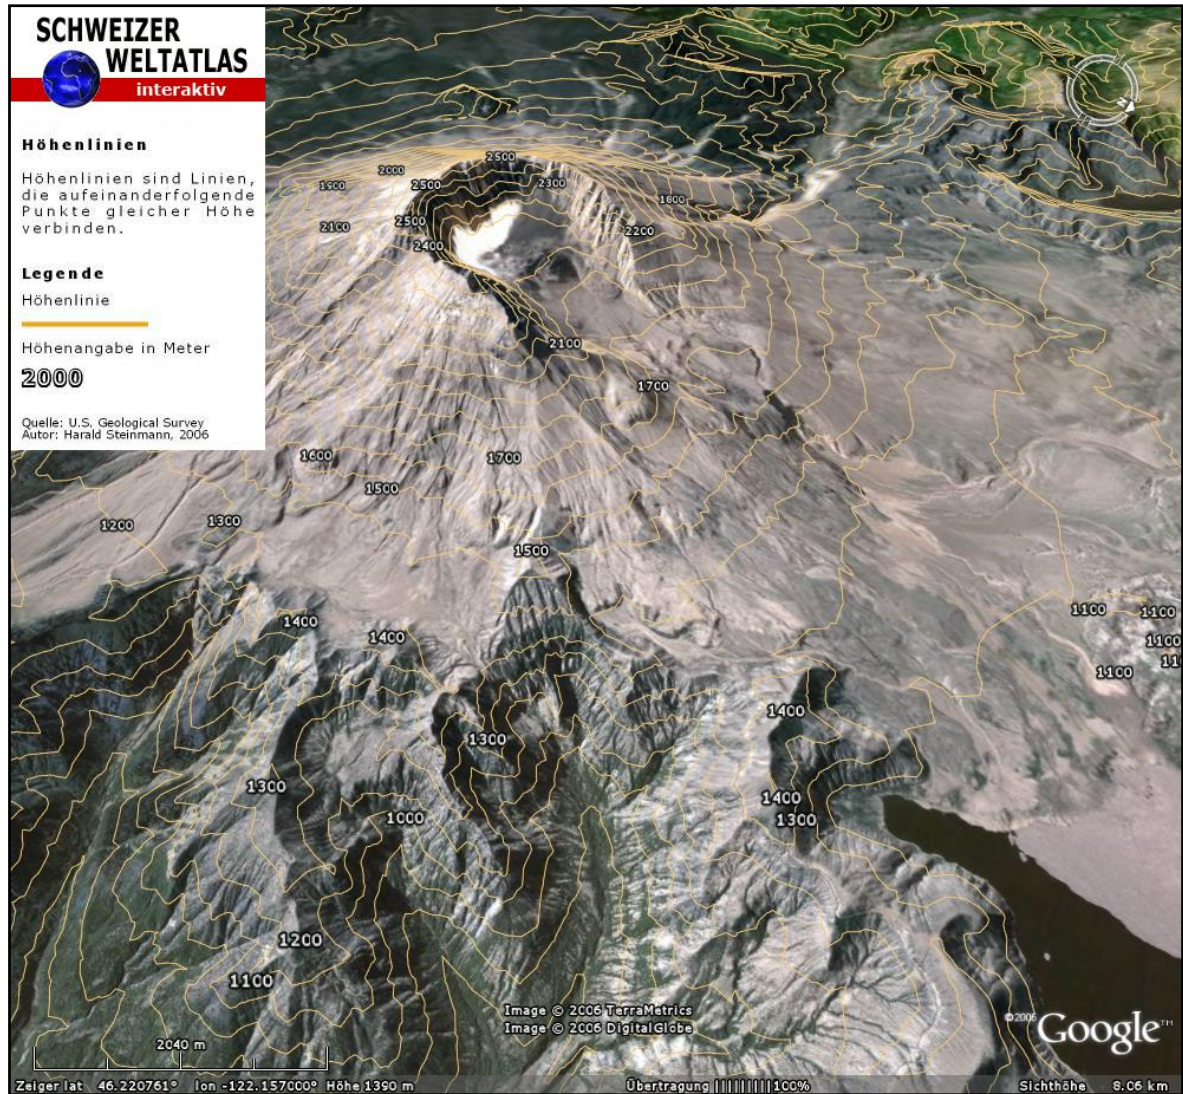 SCHWEIZER
WELTATLAS
interaktiv
Höhenlinien
Höhenlinien sind Linien,
die aufeinanderfolgende
Punkte gleicher Höhe
verbinden.
Legende
Höhenlinie
Höhenangabe in Meter
2000
Quelle: U.S. Geological Survey
Autor: Harald Steinmann, 2006
N
2500
2000
2300
1900
2500
1800
2500
2100
2200
2400
2100
1700
1600
1700
1500
1200
1300
1500
1100
1100
1400
1400
1100
1100
1400
1300
1300
1400
1000
1300
1200
1100
Image © 2006 TerraMetrics
Image © 2006 DigitalGlobe
©2006 Google™
2040 m
Zeiger lat 46.220761° lon -122.157000° Höhe 1390 m Übertragung ||||||||| 100% Sichthöhe 8.06 km